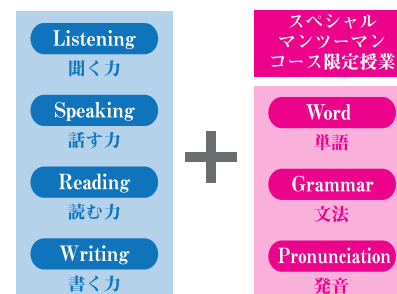 Listening
聞く力
Speaking
話す力
Reading
読む力
Writing
書く力
スペシャル
マンツーマン
コース限定授業
Word
単語
Grammar
文法
Pronunciation
発音